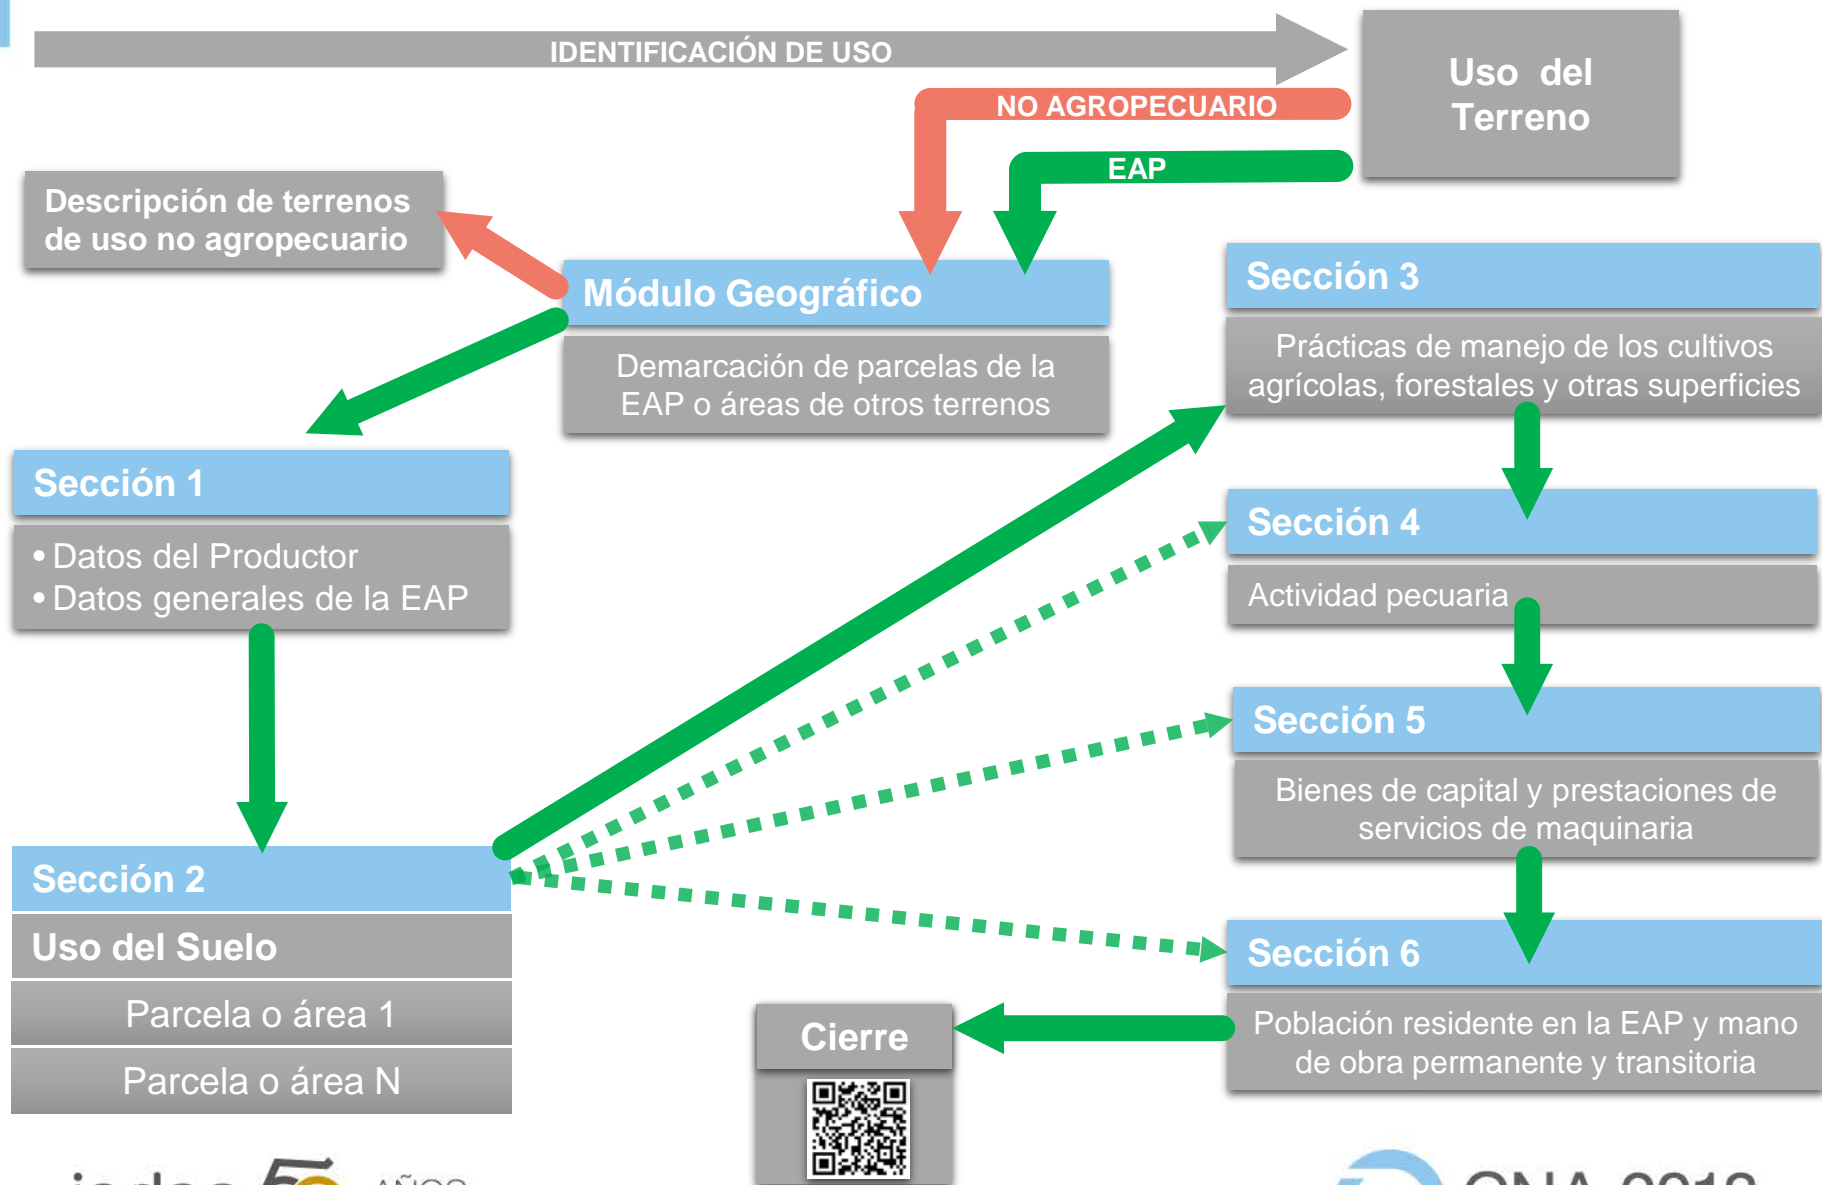 IDENTIFICACIÓN DE USO
Uso del
Terreno
NO AGROPECUARIO
EAP
Descripción de terrenos
de uso no agropecuario
Módulo Geográfico
Demarcación de parcelas de la
EAP o áreas de otros terrenos
Sección 1
• Datos del Productor
• Datos generales de la EAP
Sección 2
Uso del Suelo
Parcela o área 1
Parcela o área N
Sección 3
Prácticas de manejo de los cultivos
agrícolas, forestales y otras superficies
Sección 4
Actividad pecuaria
Sección 5
Bienes de capital y prestaciones de
servicios de maquinaria
Sección 6
Población residente en la EAP y mano
de obra permanente y transitoria
Cierre
AÑOS